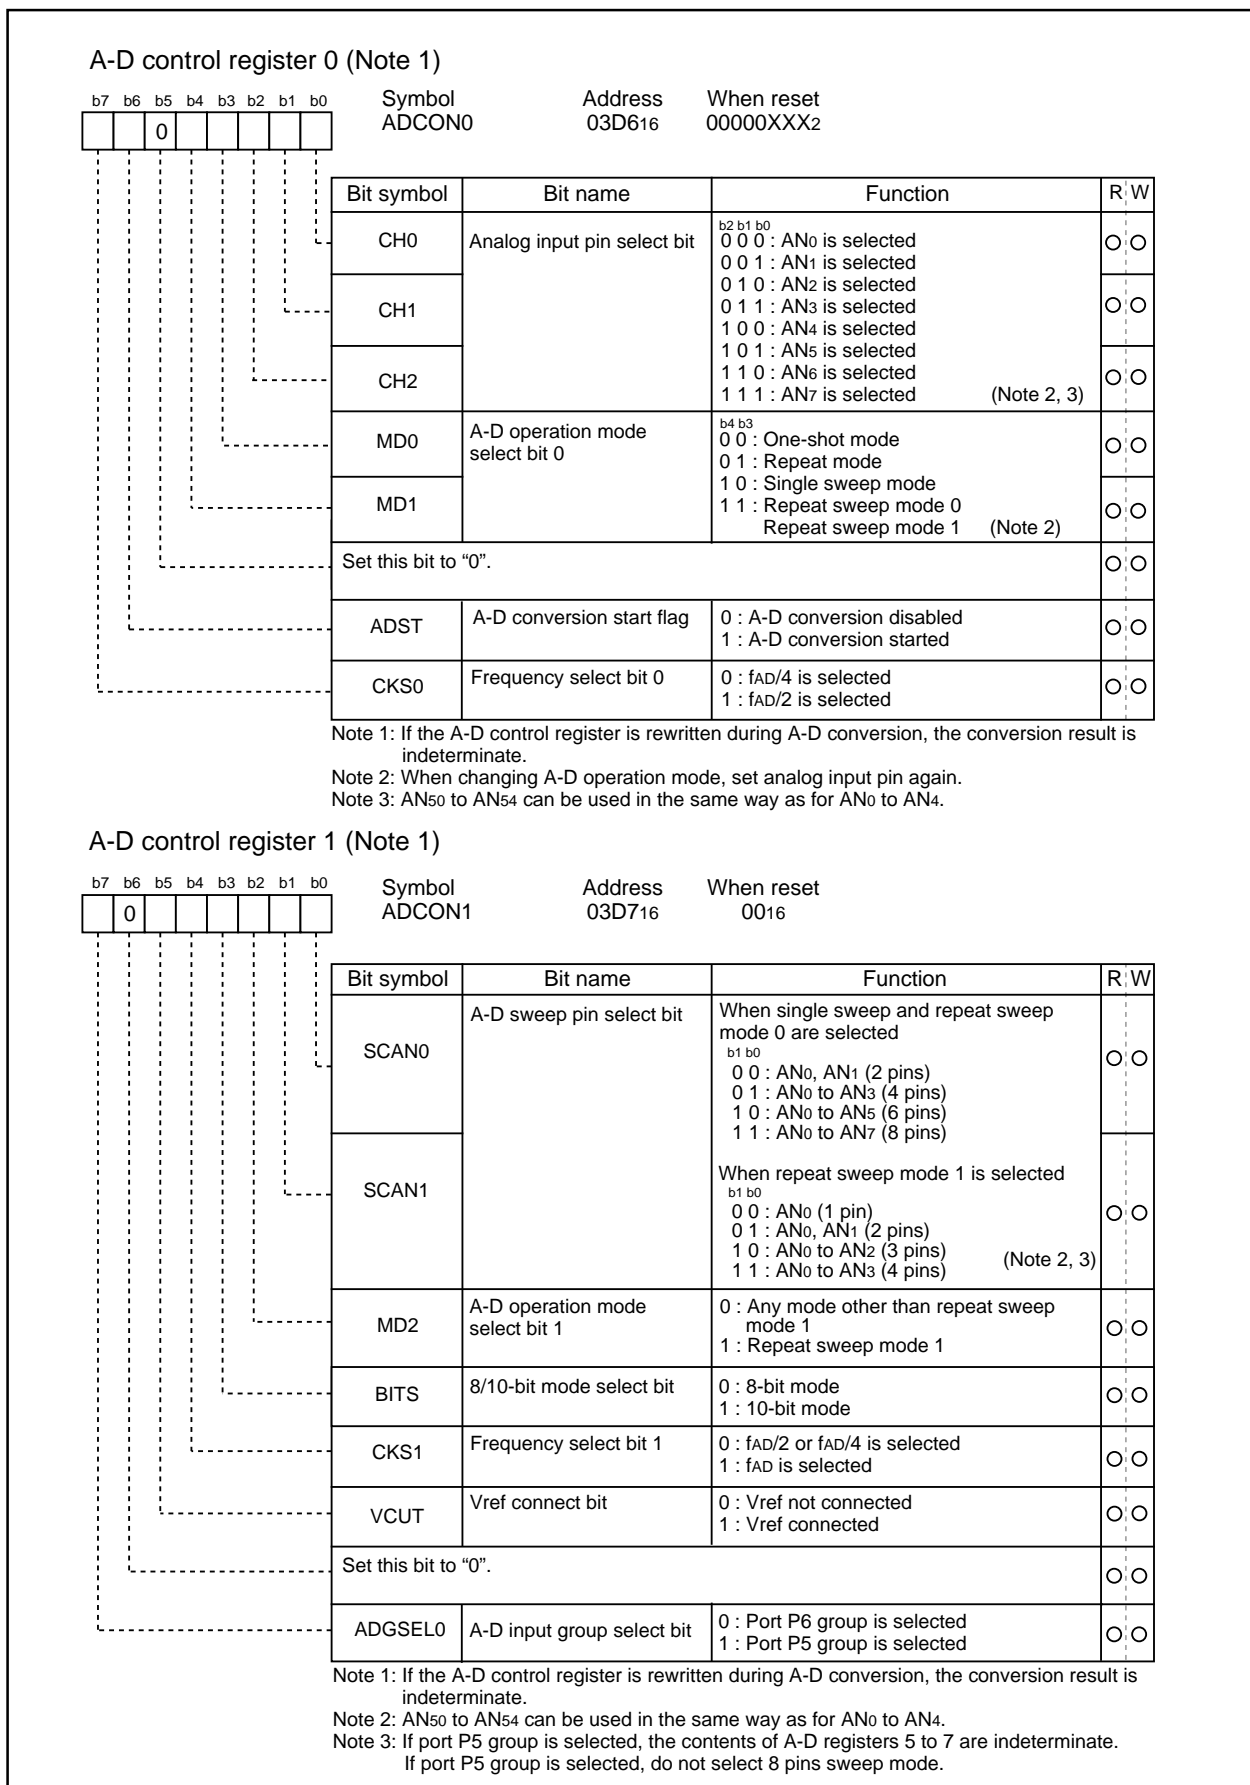 A-D control register 0 (Note 1)
b7 b6 b5 b4 b3 b2 b1 b0
0
Symbol Address When reset
ADCON0 03D616 00000XXX2
Bit symbol Bit name Function R W
CH0 Analog input pin select bit
b2 b1 b0
0 0 0 : AN0 is selected
0 0 1 : AN1 is selected
0 1 0 : AN2 is selected
CH1
0 1 1 : AN3 is selected
1 0 0 : AN4 is selected
1 0 1 : AN5 is selected
CH2
1 1 0 : AN6 is selected
1 1 1 : AN7 is selected (Note 2, 3)
MD0 A-D operation mode
select bit 0
b4 b3
0 0 : One-shot mode
0 1 : Repeat mode
MD1
1 0 : Single sweep mode
1 1 : Repeat sweep mode 0
Repeat sweep mode 1 (Note 2)
Set this bit to “0”.
ADST A-D conversion start flag 0 : A-D conversion disabled
1 : A-D conversion started
CKS0 Frequency select bit 0 0 : fAD/4 is selected
1 : fAD/2 is selected
Note 1: If the A-D control register is rewritten during A-D conversion, the conversion result is
indeterminate.
Note 2: When changing A-D operation mode, set analog input pin again.
Note 3: AN50 to AN54 can be used in the same way as for AN0 to AN4.
A-D control register 1 (Note 1)
b7 b6 b5 b4 b3 b2 b1 b0
0
Symbol Address When reset
ADCON1 03D716 0016
Bit symbol Bit name Function R W
SCAN0 A-D sweep pin select bit
When single sweep and repeat sweep
mode 0 are selected
b1 b0
0 0 : AN0, AN1 (2 pins)
0 1 : AN0 to AN3 (4 pins)
1 0 : AN0 to AN5 (6 pins)
1 1 : AN0 to AN7 (8 pins)
SCAN1
When repeat sweep mode 1 is selected
b1 b0
0 0 : AN0 (1 pin)
0 1 : AN0, AN1 (2 pins)
1 0 : AN0 to AN2 (3 pins)
1 1 : AN0 to AN3 (4 pins) (Note 2, 3)
MD2 A-D operation mode
select bit 1
0 : Any mode other than repeat sweep
mode 1
1 : Repeat sweep mode 1
BITS 8/10-bit mode select bit 0 : 8-bit mode
1 : 10-bit mode
CKS1 Frequency select bit 1 0 : fAD/2 or fAD/4 is selected
1 : fAD is selected
VCUT Vref connect bit 0 : Vref not connected
1 : Vref connected
Set this bit to “0”.
ADGSEL0 A-D input group select bit 0 : Port P6 group is selected
1 : Port P5 group is selected
Note 1: If the A-D control register is rewritten during A-D conversion, the conversion result is
indeterminate.
Note 2: AN50 to AN54 can be used in the same way as for AN0 to AN4.
Note 3: If port P5 group is selected, the contents of A-D registers 5 to 7 are indeterminate.
If port P5 group is selected, do not select 8 pins sweep mode.